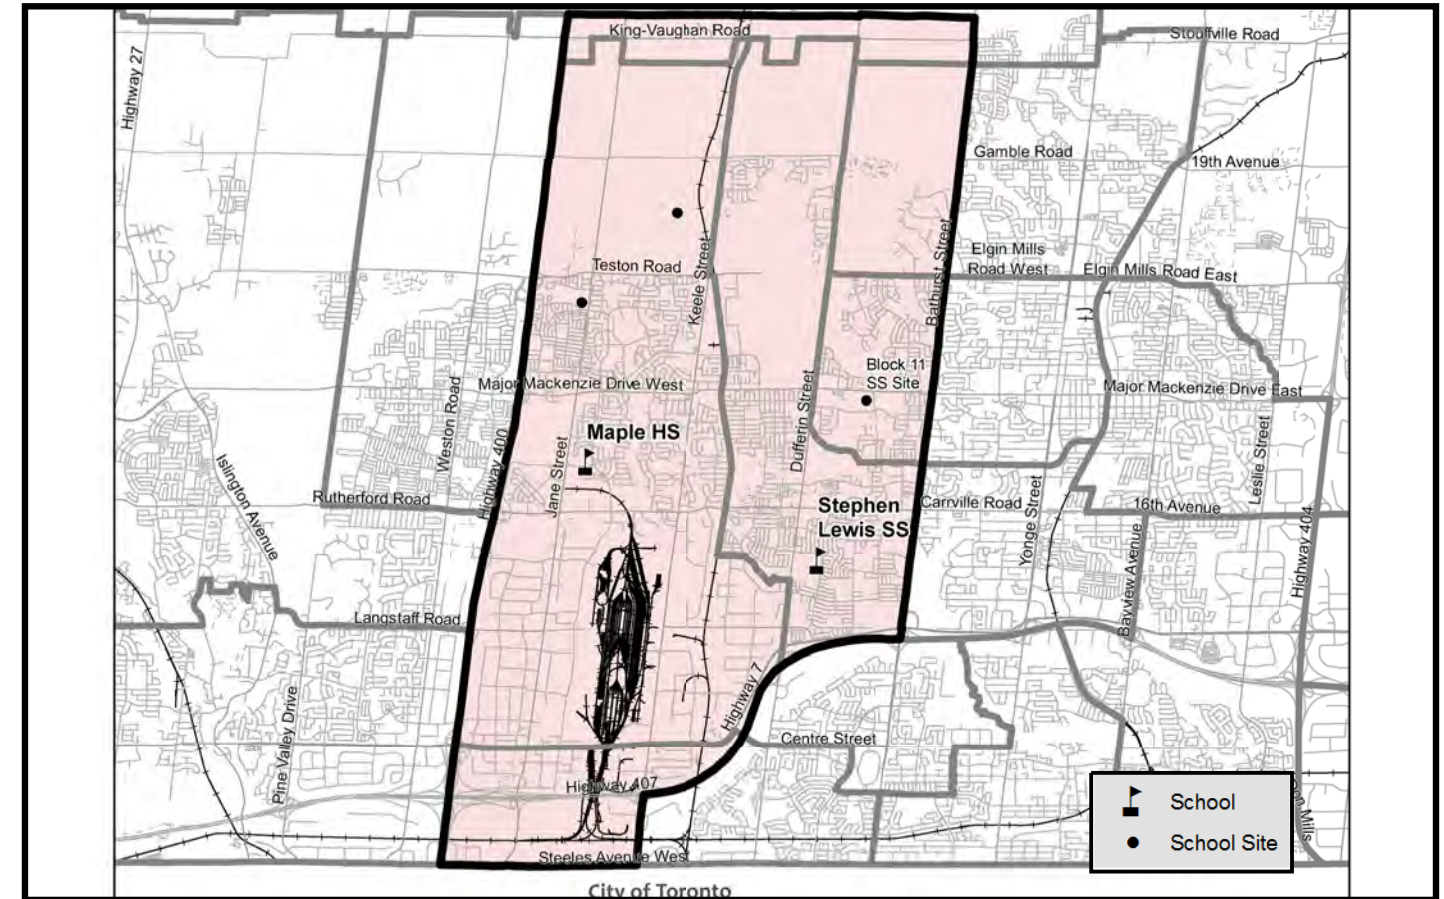 King-Vaughan Road
Stouffville Road
Highway 27
Gamble Road
19th Avenue
Elgin Mills
Road West
Elgin Mills Road East
Teston Road
Keele Street
Bathurst Street
Block 11
SS Site
Major Mackenzie Drive West
Major Mackenzie Drive East
Weston Road
Dufferin Street
Maple HS
Highway 400
Jane Street
Leslie Street
Islington Avenue
Rutherford Road
Stephen
Lewis SS
Carrville Road
Yonge Street
16th Avenue
Highway 404
Bayview Avenue
Langstaff Road
Pine Valley Drive
Highway 7
Centre Street
Highway 407
School
School Site
Mills
Steeles Avenue West
City of Toronto